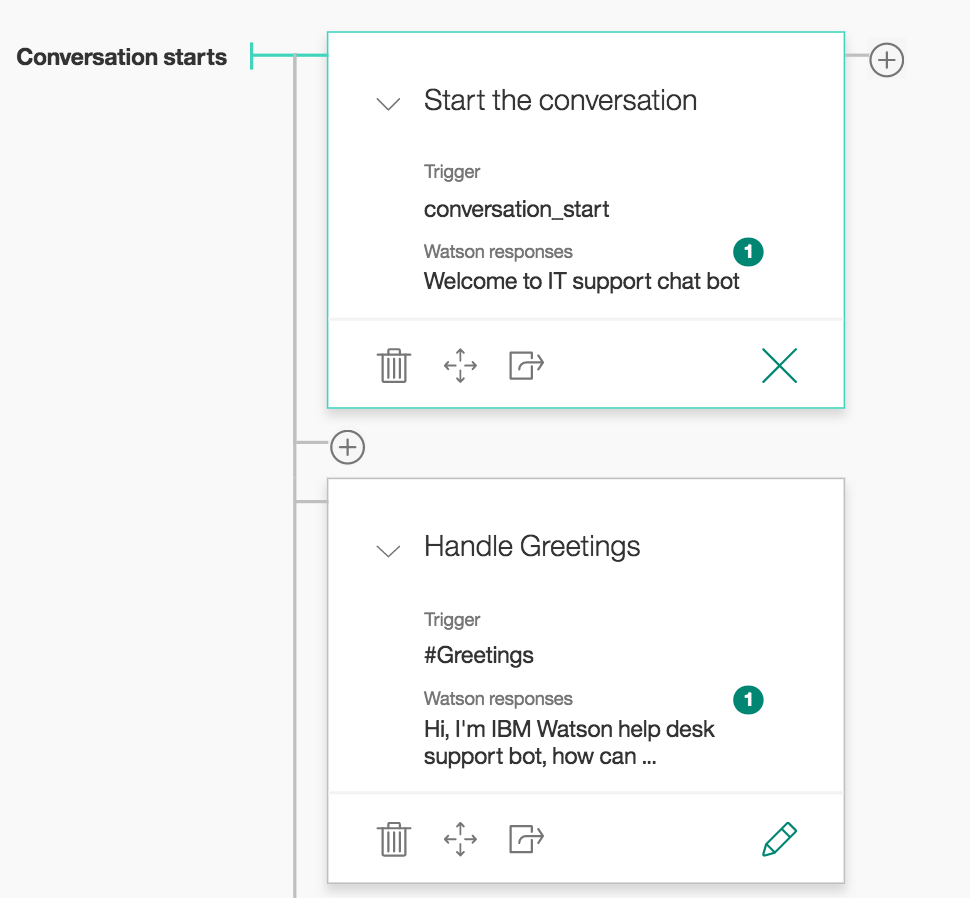 Conversation starts
Start the conversation
Trigger
conversation_start
Watson responses
1
Welcome to IT support chat bot
Handle Greetings
Trigger
#Greetings
Watson responses
1
Hi, I'm IBM Watson help desk
support bot, how can ...